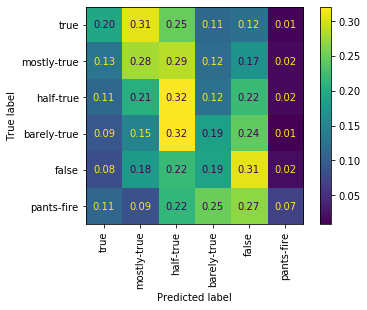 true 0.20 0.31 0.25 0.11 0.12 0.01
mostly-true 0.13 0.28 0.29 0.12 0.17 0.02
half-true 0.11 0.21 0.32 0.12 0.22 0.02
barely-true 0.09 0.15 0.32 0.19 0.24 0.01
false 0.08 0.18 0.22 0.19 0.31 0.02
pants-fire 0.11 0.09 0.22 0.25 0.27 0.07
True label
true mostly-true half-true barely-true false pants-fire
Predicted label
0.30
0.25
0.20
0.15
0.10
0.05